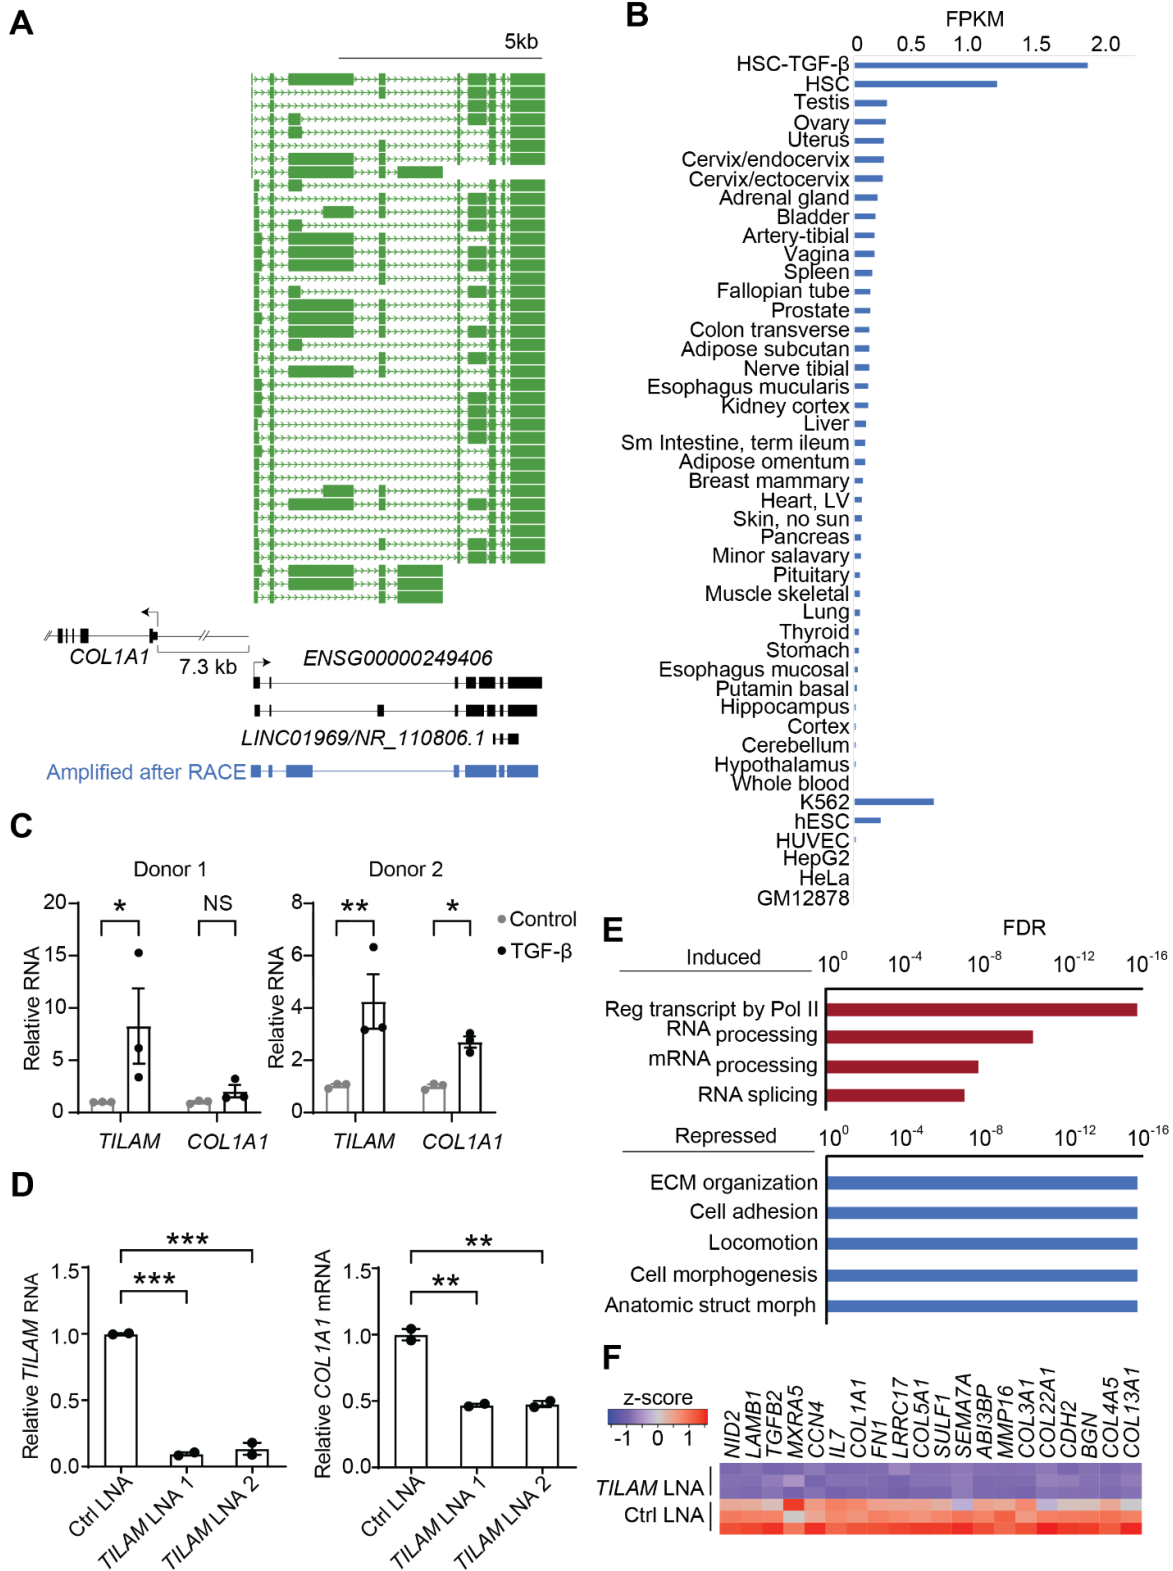 A
5kb
COL1A1
7.3 kb
ENSG00000249406
LINC01969/NR_110806.1
Amplified after RACE
B
FPKM
0 0.5 1.0 1.5 2.0
HSC-TGF-β
HSC
Testis
Ovary
Uterus
Cervix/endocervix
Cervix/ectocervix
Adrenal gland
Bladder
Artery-tibial
Vagina
Spleen
Fallopian tube
Prostate
Colon transverse
Adipose subcutan
Nerve tibial
Esophagus mucularis
Kidney cortex
Liver
Sm Intestine, term ileum
Adipose omentum
Breast mammary
Heart, LV
Skin, no sun
Pancreas
Minor salavary
Pituitary
Muscle skeletal
Lung
Thyroid
Stomach
Esophagus mucosal
Putamin basal
Hippocampus
Cortex
Cerebellum
Hypothalamus
Whole blood
K562
hESC
HUVEC
HepG2
HeLa
GM12878
C
Donor 1
Relative RNA
20
15
10
5
0
*
NS
TILAM COL1A1
Donor 2
Relative RNA
8
6
4
2
0
**
*
TILAM COL1A1
Control
TGF-β
D
Relative TILAM RNA
1.5
1.0
0.5
0.0
***
***
Ctrl LNA
TILAM LNA 1
TILAM LNA 2
Relative COL1A1 mRNA
1.5
1.0
0.5
0.0
**
**
Ctrl LNA
TILAM LNA 1
TILAM LNA 2
E
FDR
Induced
10⁰ 10⁻⁴ 10⁻⁸ 10⁻¹² 10⁻¹⁶
Reg transcript by Pol II
RNA processing
mRNA processing
RNA splicing
Repressed
10⁰ 10⁻⁴ 10⁻⁸ 10⁻¹² 10⁻¹⁶
ECM organization
Cell adhesion
Locomotion
Cell morphogenesis
Anatomic struct morph
F
z-score
-1 0 1
NID2
LAMB1
TGFB2
MXRA5
CCN4
IL7
COL1A1
FN1
LRRC17
COL5A1
SULF1
SEMA7A
ABI3BP
MMP16
COL3A1
COL22A1
CDH2
BGN
COL4A5
COL13A1
TILAM LNA
Ctrl LNA